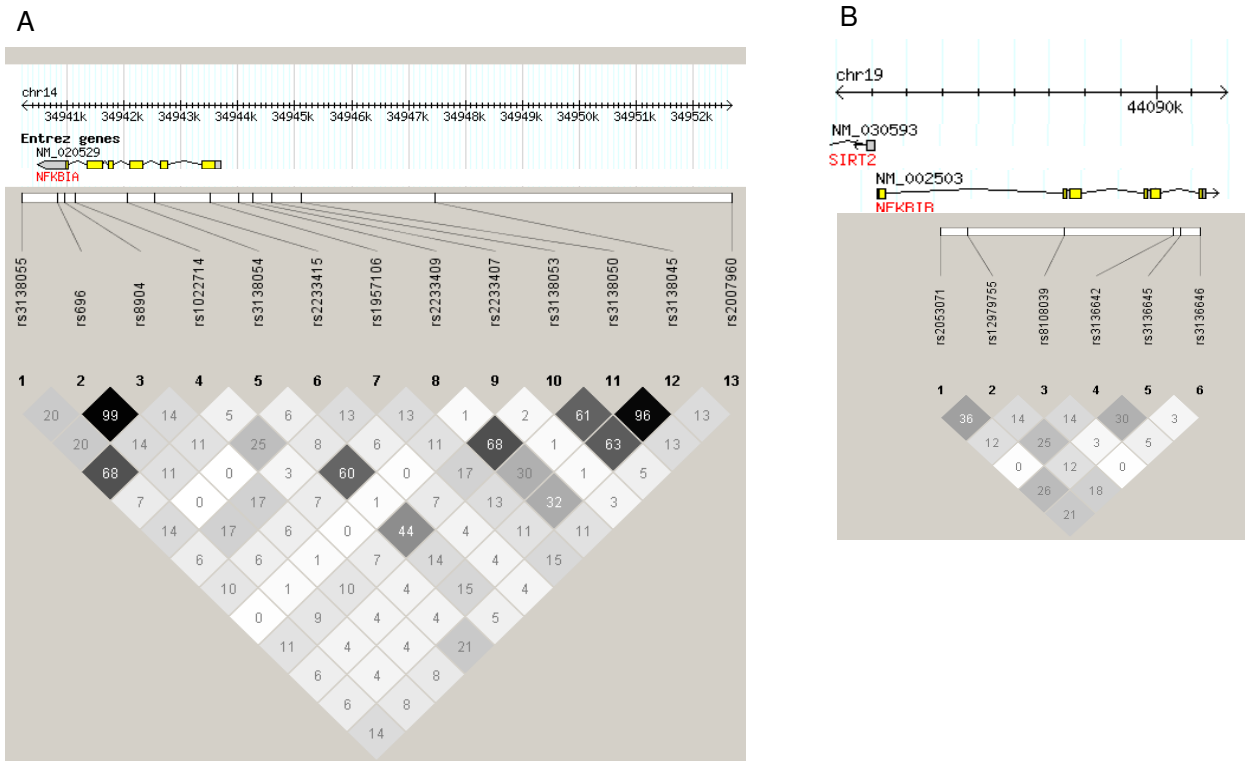 A
chr14
34941k 34942k 34943k 34944k 34945k 34946k 34947k 34948k 34949k 34950k 34951k 34952k
Entrez genes
NM_020529
NFKBIA
rs3138055
rs696
rs8904
rs1022714
rs3138054
rs2233415
rs1957106
rs2233409
rs2233407
rs3138053
rs3138050
rs3138045
rs2007960
1 2 3 4 5 6 7 8 9 10 11 12 13
20 99 14 5 6 13 13 1 2 61 96 13
20 14 11 25 8 6 11 68 1 63 13
68 11 0 3 60 0 17 30 1 5
7 0 17 7 1 7 13 32 3
14 17 6 0 44 4 11 11
6 6 1 7 14 4 15
10 1 10 4 15 4
0 9 4 4 5
11 4 4 21
6 4 8
6 8
14
B
chr19
44090k
NM_030593
SIRT2
NM_002503
NFKBIB
rs2053071
rs12979755
rs8108039
rs3136642
rs3136645
rs3136646
1 2 3 4 5 6
36 14 14 30 3
12 25 3 5
0 12 0
26 18
21